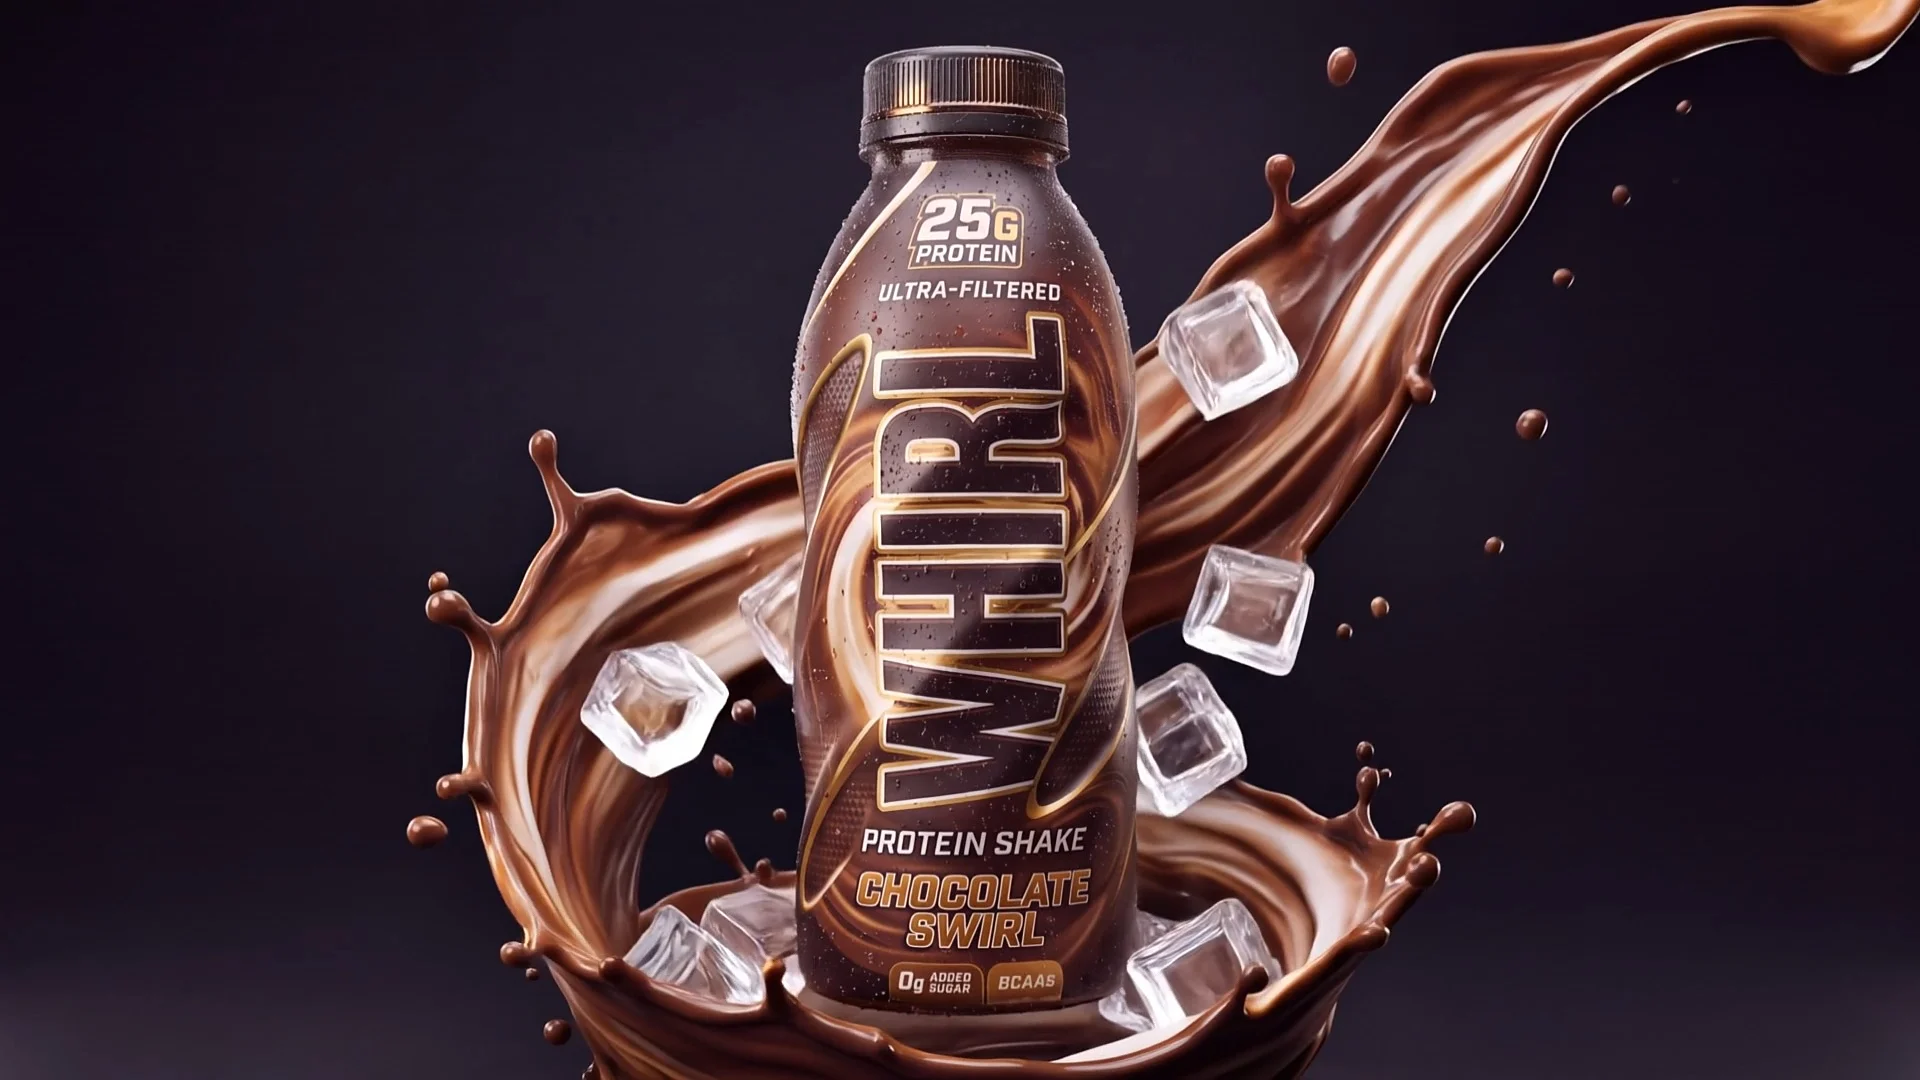 25G
PROTEIN
ULTRA-FILTERED
WHIRL
PROTEIN SHAKE
CHOCOLATE
SWIRL
0g ADDED SUGAR
BCAAS